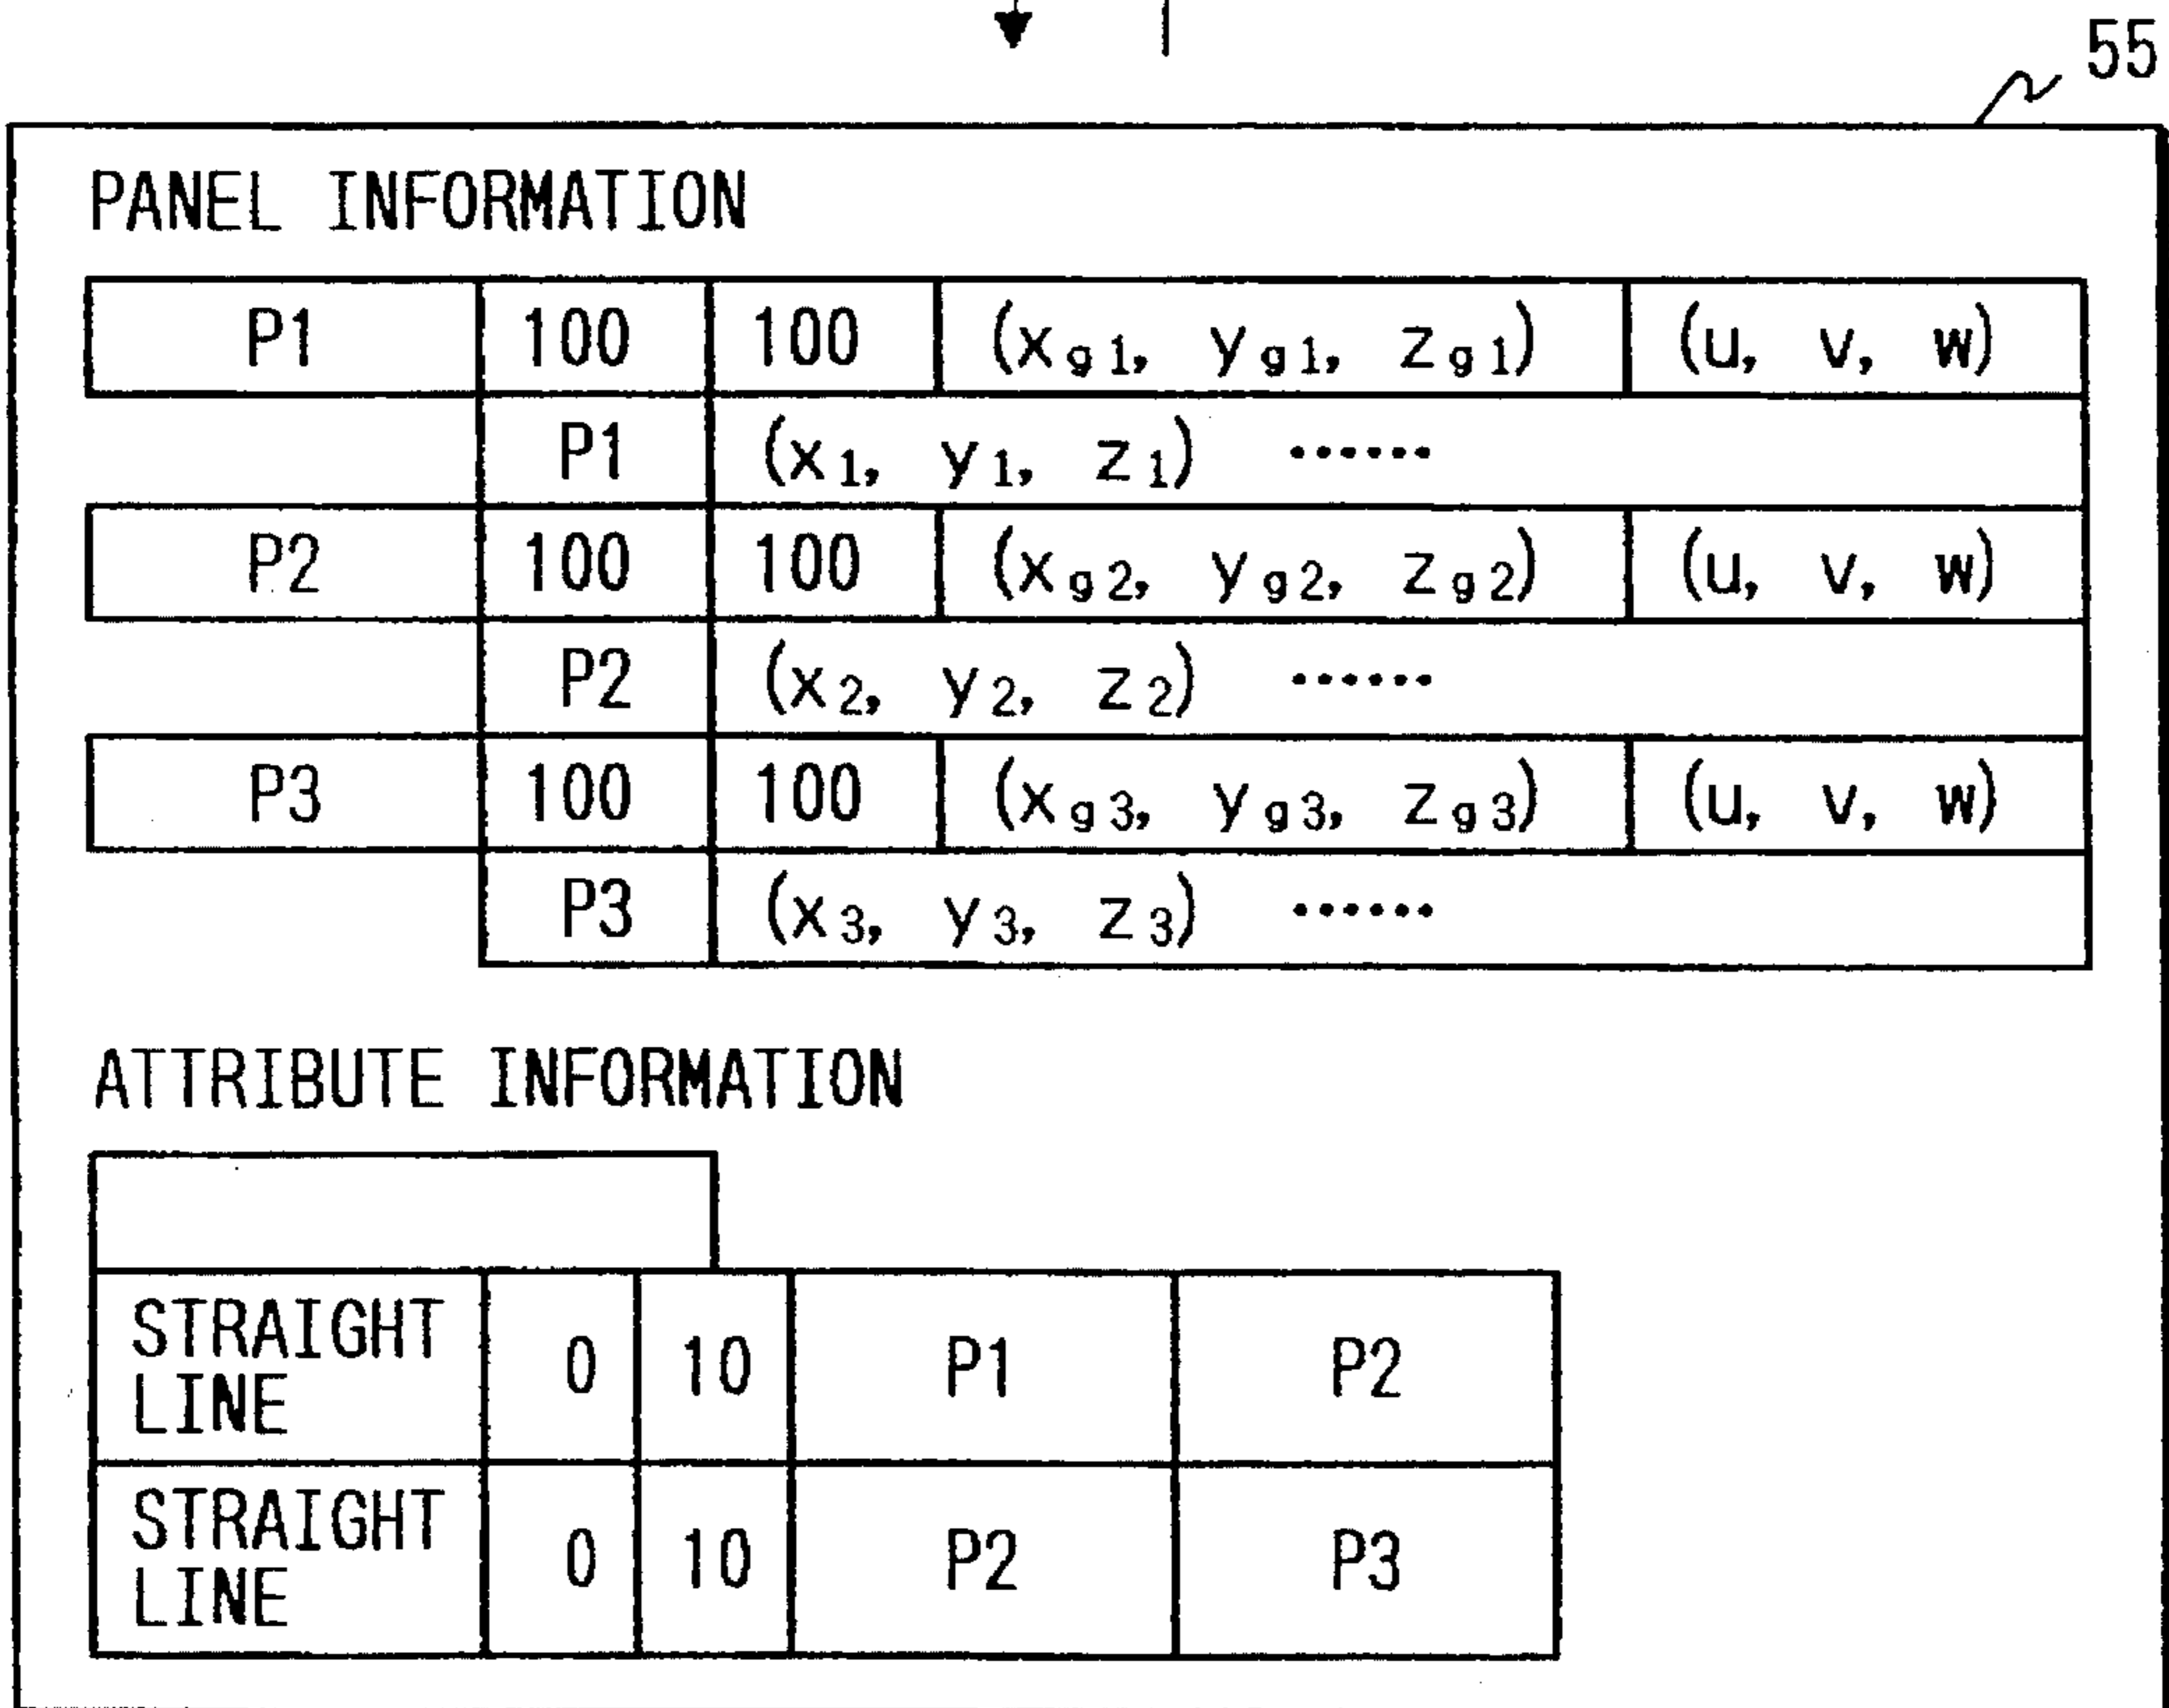 55
PANEL INFORMATION
P1 100 100 (xg1, yg1, zg1) (u, v, w)
P1 (x1, y1, z1) ······
P2 100 100 (xg2, yg2, zg2) (u, v, w)
P2 (x2, y2, z2) ······
P3 100 100 (xg3, yg3, zg3) (u, v, w)
P3 (x3, y3, z3) ······
ATTRIBUTE INFORMATION
STRAIGHT
LINE 0 10 P1 P2
STRAIGHT
LINE 0 10 P2 P3